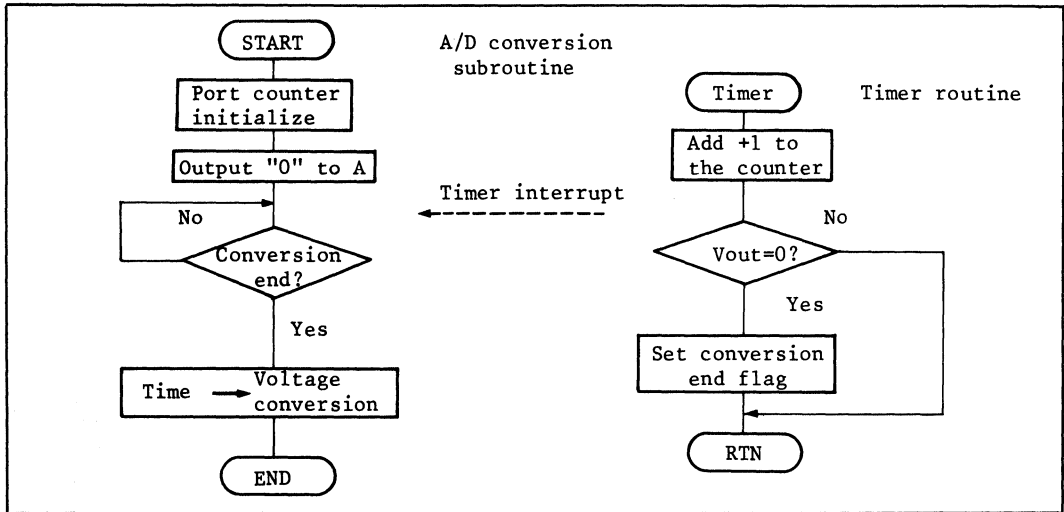 START
A/D conversion
subroutine
Port counter
initialize
Output "0" to A
No
Conversion
end?
Yes
Time
Voltage
conversion
END
Timer interrupt
Timer
Timer routine
Add +1 to
the counter
No
Vout=0?
Yes
Set conversion
end flag
RTN